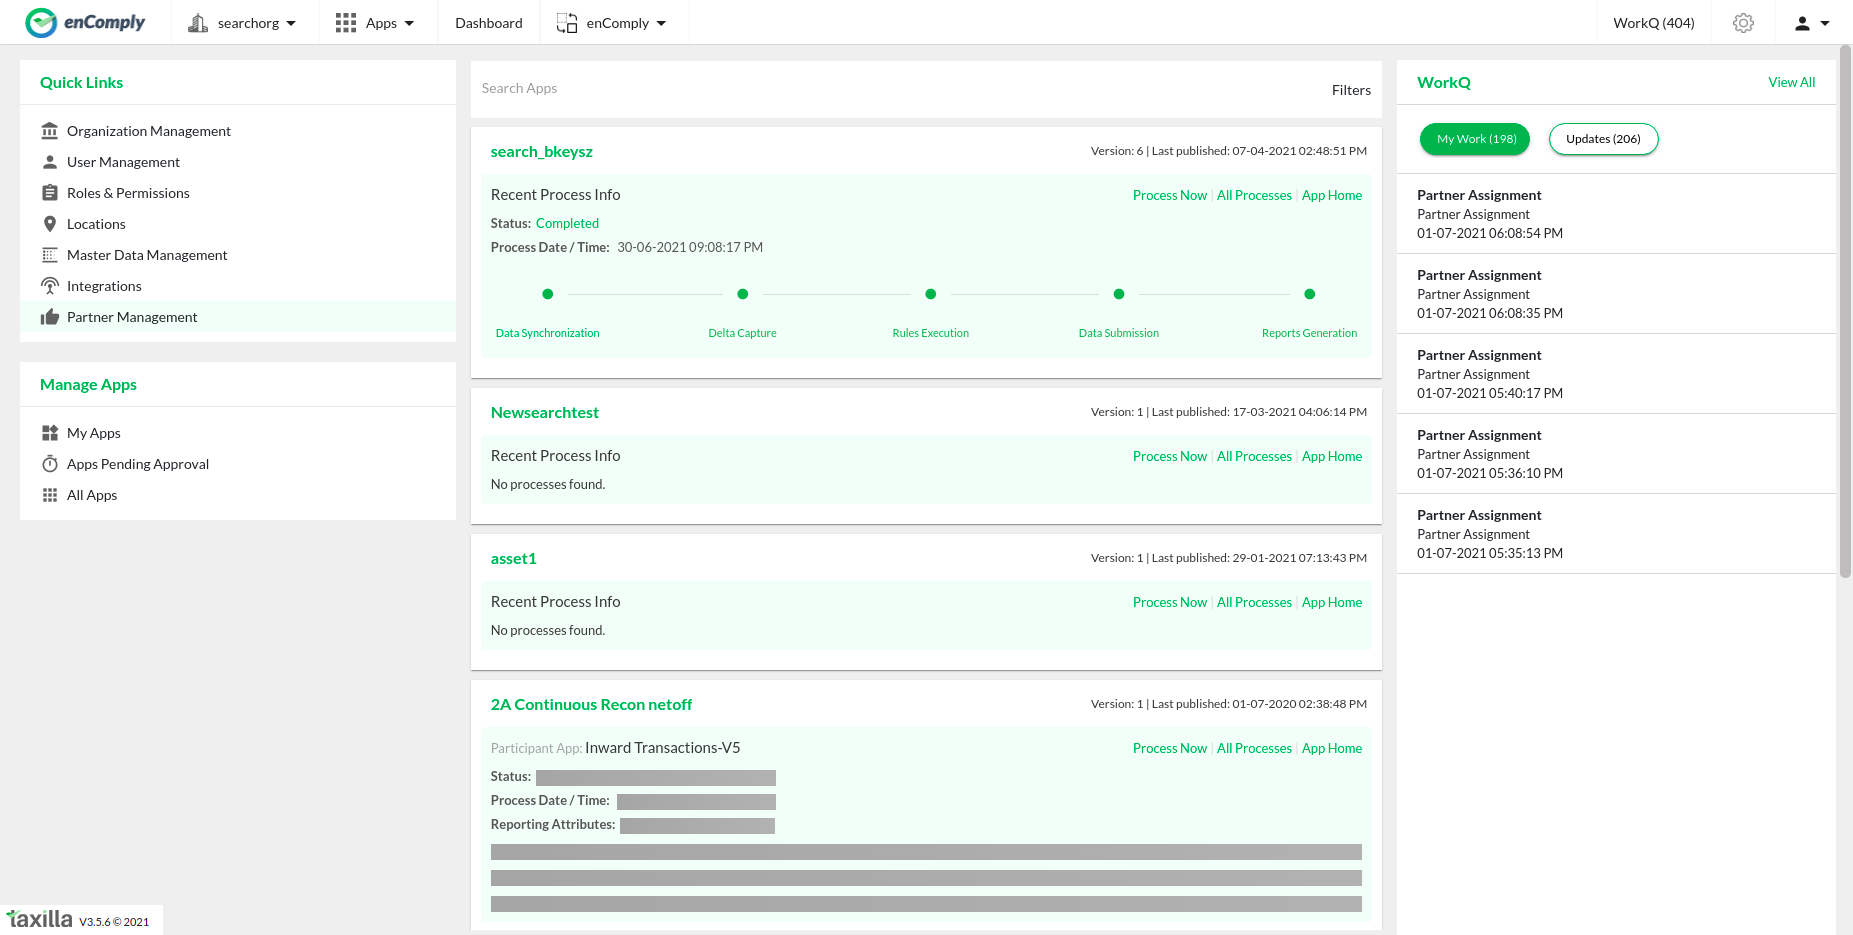 enComply
searchorg
Apps
Dashboard
enComply
WorkQ (404)
Quick Links
Organization Management
User Management
Roles & Permissions
Locations
Master Data Management
Integrations
Partner Management
Manage Apps
My Apps
Apps Pending Approval
All Apps
Search Apps
Filters
search_bkeysz
Version: 6 | Last published: 07-04-2021 02:48:51 PM
Recent Process Info
Process Now | All Processes | App Home
Status: Completed
Process Date / Time: 30-06-2021 09:08:17 PM
Data Synchronization
Delta Capture
Rules Execution
Data Submission
Reports Generation
Newsearchtest
Version: 1 | Last published: 17-03-2021 04:06:14 PM
Recent Process Info
Process Now | All Processes | App Home
No processes found.
asset1
Version: 1 | Last published: 29-01-2021 07:13:43 PM
Recent Process Info
Process Now | All Processes | App Home
No processes found.
2A Continuous Recon netoff
Version: 1 | Last published: 01-07-2020 02:38:48 PM
Participant App: Inward Transactions-V5
Process Now | All Processes | App Home
Status:
Process Date / Time:
Reporting Attributes:
WorkQ
View All
My Work (198)
Updates (206)
Partner Assignment
Partner Assignment
01-07-2021 06:08:54 PM
Partner Assignment
Partner Assignment
01-07-2021 06:08:35 PM
Partner Assignment
Partner Assignment
01-07-2021 05:40:17 PM
Partner Assignment
Partner Assignment
01-07-2021 05:36:10 PM
Partner Assignment
Partner Assignment
01-07-2021 05:35:13 PM
taxilla V3.5.6 © 2021